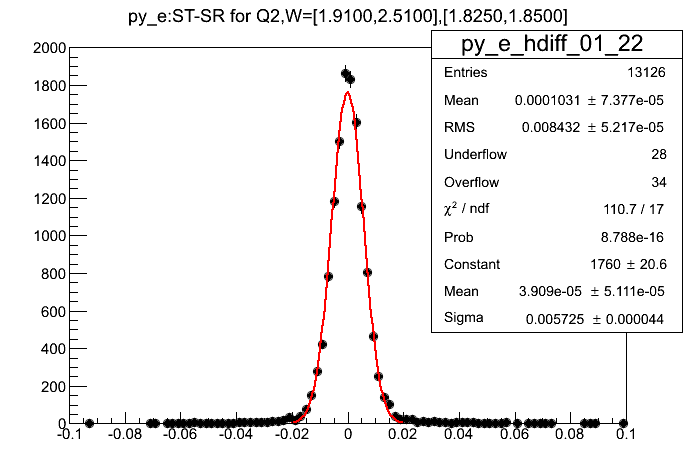 py_e:ST-SR for Q2,W=[1.9100,2.5100],[1.8250,1.8500]
py_e_hdiff_01_22
Entries 13126
Mean 0.0001031 ± 7.377e-05
RMS 0.008432 ± 5.217e-05
Underflow 28
Overflow 34
χ² / ndf 110.7 / 17
Prob 8.788e-16
Constant 1760 ± 20.6
Mean 3.909e-05 ± 5.111e-05
Sigma 0.005725 ± 0.000044
2000
1800
1600
1400
1200
1000
800
600
400
200
0
-0.1 -0.08 -0.06 -0.04 -0.02 0 0.02 0.04 0.06 0.08 0.1